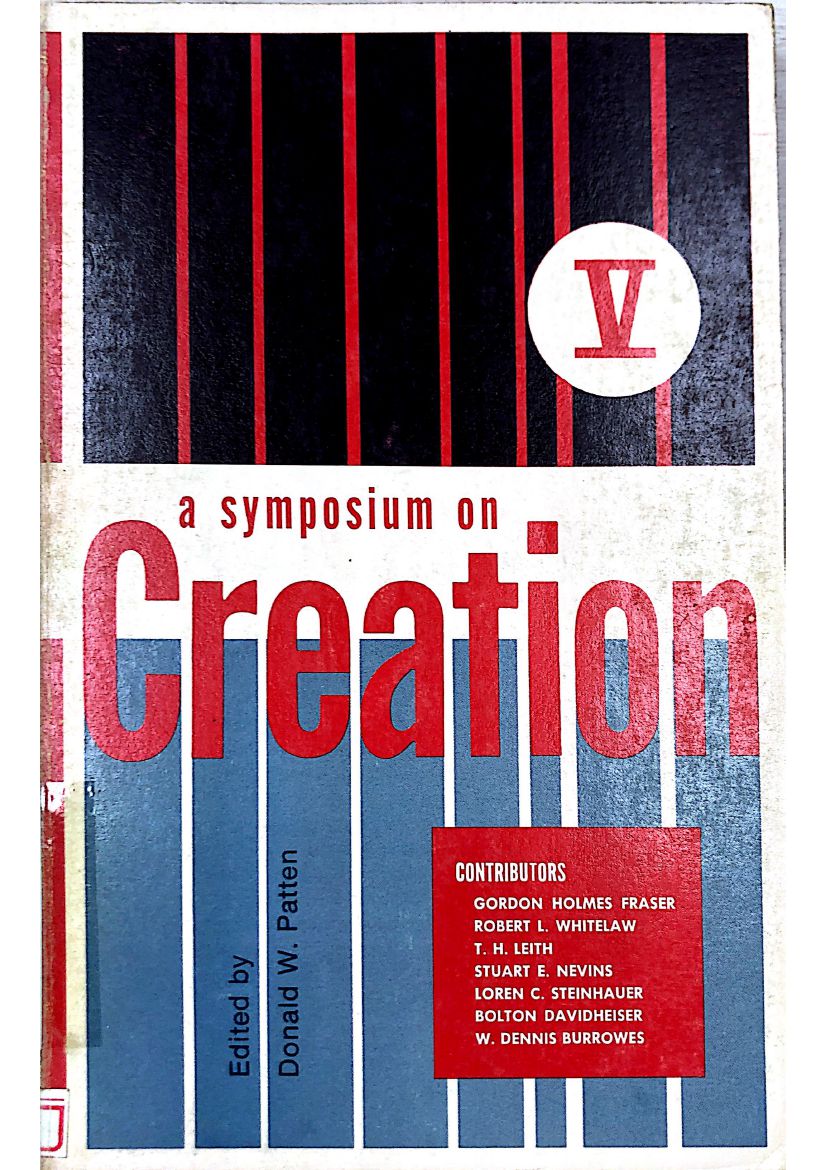 V
a symposium on
Creation
Edited by
Donald W. Patten
CONTRIBUTORS
GORDON HOLMES FRASER
ROBERT L. WHITELAW
T. H. LEITH
STUART E. NEVINS
LOREN C. STEINHAUER
BOLTON DAVIDHEISER
W. DENNIS BURROWES